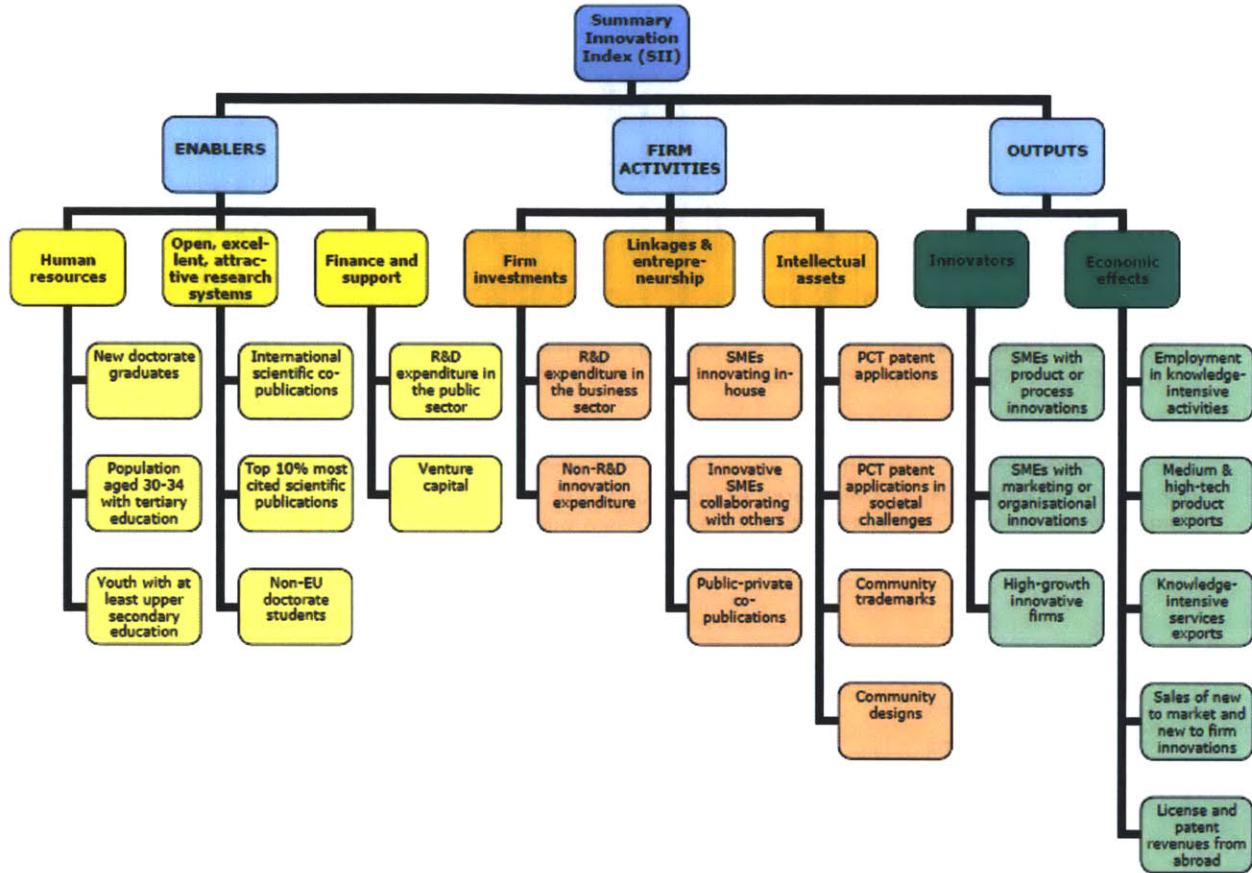 Summary
Innovation
Index (SII)
ENABLERS
FIRM
ACTIVITIES
OUTPUTS
Human
resources
Open, excel-
lent, attrac-
tive research
systems
Finance and
support
Firm
investments
Linkages &
entrepre-
neurship
Intellectual
assets
Innovators
Economic
effects
New doctorate
graduates
Population
aged 30-34
with tertiary
education
Youth with at
least upper
secondary
education
International
scientific co-
publications
Top 10% most
cited scientific
publications
Non-EU
doctorate
students
R&D
expenditure in
the public
sector
Venture
capital
R&D
expenditure in
the business
sector
Non-R&D
innovation
expenditure
SMEs
innovating in-
house
Innovative
SMEs
collaborating
with others
Public-private
co-
publications
PCT patent
applications
PCT patent
applications in
societal
challenges
Community
trademarks
Community
designs
SMEs with
product or
process
innovations
SMEs with
marketing or
organisational
innovations
High-growth
innovative
firms
Employment
in knowledge-
intensive
activities
Medium &
high-tech
product
exports
Knowledge-
intensive
services
exports
Sales of new
to market and
new to firm
innovations
License and
patent
revenues from
abroad